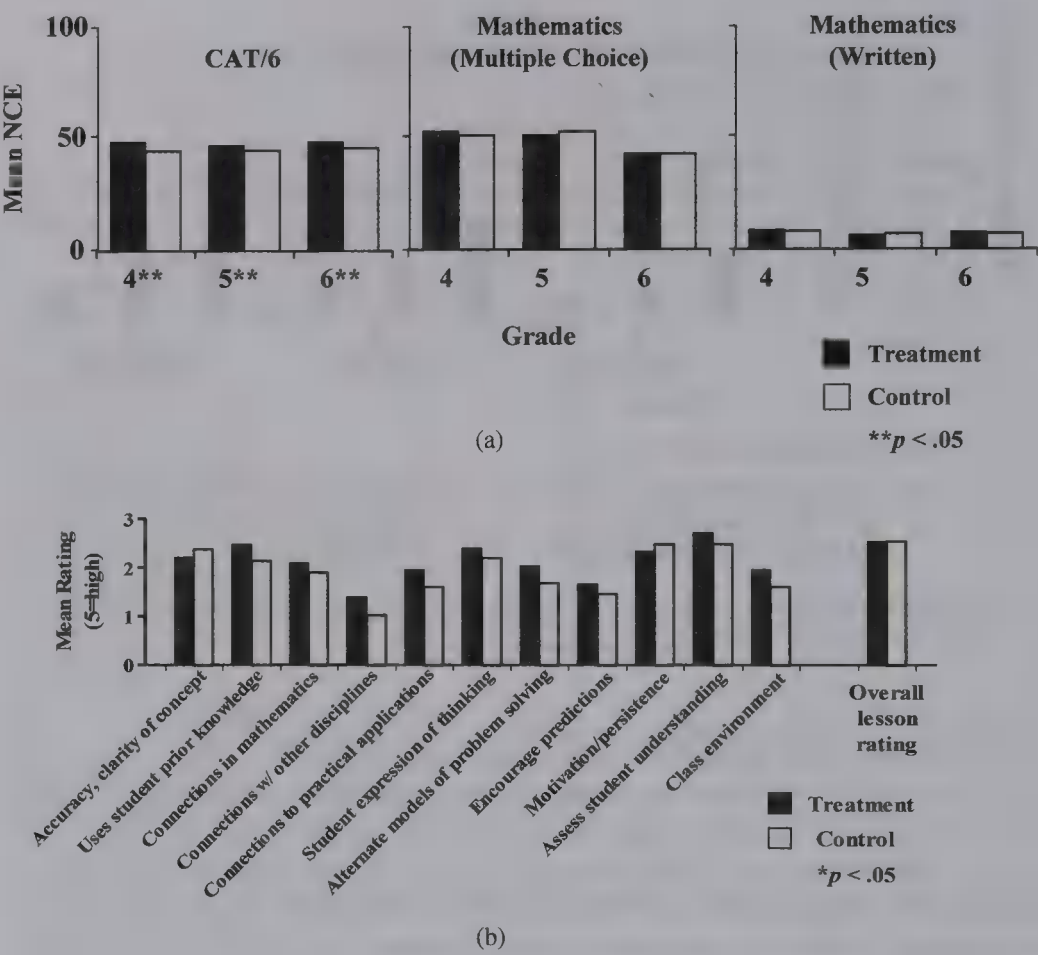 Mean NCE
100
50
0
CAT/6
4** 5** 6**
Mathematics
(Multiple Choice)
4 5 6
Mathematics
(Written)
4 5 6
Grade
Treatment
Control
**p < .05
(a)
Mean Rating
(5=high)
3
2
1
0
Accuracy, clarity of concept
Uses student prior knowledge
Connections in mathematics
Connections w/ other disciplines
Connections to practical applications
Student expression of thinking
Alternate models of problem solving
Encourage predictions
Motivation/persistence
Assess student understanding
Class environment
Overall
lesson
rating
Treatment
Control
*p < .05
(b)